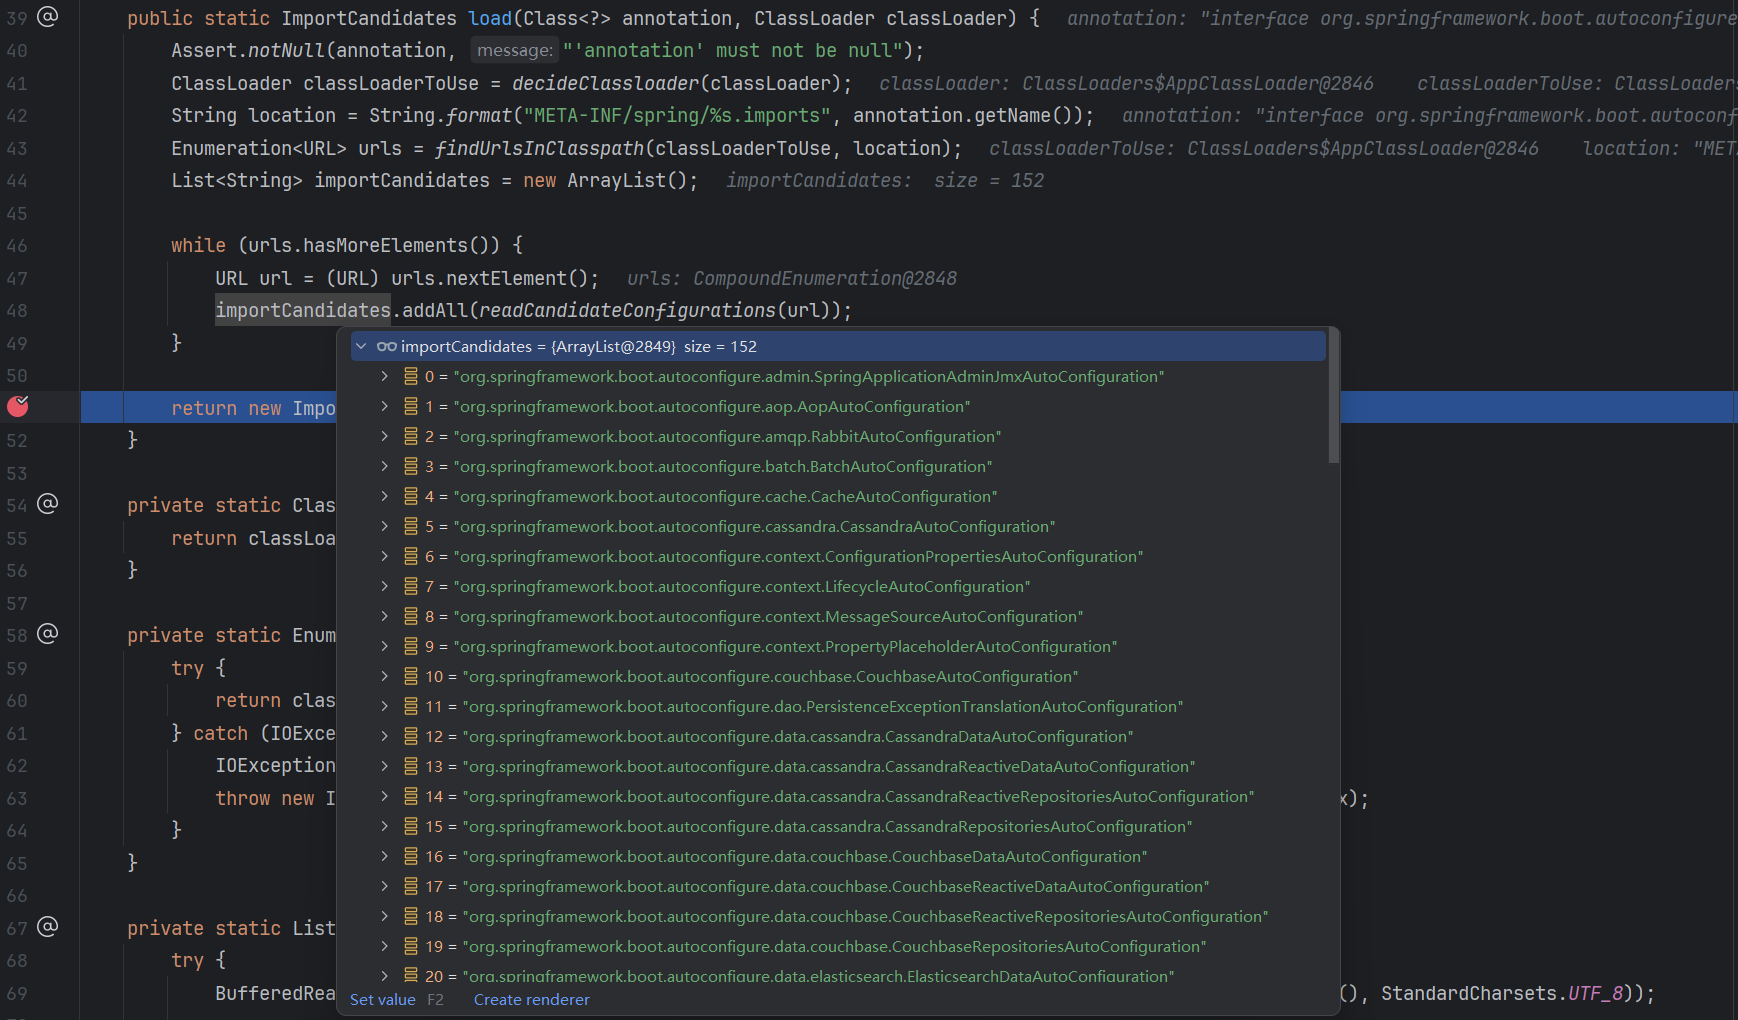 39 @ public static ImportCandidates load(Class<?> annotation, ClassLoader classLoader) { annotation: "interface org.springframework.boot.autoconfigure
40 Assert.notNull(annotation, message: "'annotation' must not be null");
41 ClassLoader classLoaderToUse = decideClassloader(classLoader); classLoader: ClassLoaders$AppClassLoader@2846 classLoaderToUse: ClassLoaders
42 String location = String.format("META-INF/spring/%s.imports", annotation.getName()); annotation: "interface org.springframework.boot.autoconf
43 Enumeration<URL> urls = findUrlsInClasspath(classLoaderToUse, location); classLoaderToUse: ClassLoaders$AppClassLoader@2846 location: "META
44 List<String> importCandidates = new ArrayList(); importCandidates: size = 152
45
46 while (urls.hasMoreElements()) {
47 URL url = (URL) urls.nextElement(); urls: CompoundEnumeration@2848
48 importCandidates.addAll(readCandidateConfigurations(url));
49 }
importCandidates = {ArrayList@2849} size = 152
0 = "org.springframework.boot.autoconfigure.admin.SpringApplicationAdminJmxAutoConfiguration"
1 = "org.springframework.boot.autoconfigure.aop.AopAutoConfiguration"
2 = "org.springframework.boot.autoconfigure.amqp.RabbitAutoConfiguration"
3 = "org.springframework.boot.autoconfigure.batch.BatchAutoConfiguration"
4 = "org.springframework.boot.autoconfigure.cache.CacheAutoConfiguration"
5 = "org.springframework.boot.autoconfigure.cassandra.CassandraAutoConfiguration"
6 = "org.springframework.boot.autoconfigure.context.ConfigurationPropertiesAutoConfiguration"
7 = "org.springframework.boot.autoconfigure.context.LifecycleAutoConfiguration"
8 = "org.springframework.boot.autoconfigure.context.MessageSourceAutoConfiguration"
9 = "org.springframework.boot.autoconfigure.context.PropertyPlaceholderAutoConfiguration"
10 = "org.springframework.boot.autoconfigure.couchbase.CouchbaseAutoConfiguration"
11 = "org.springframework.boot.autoconfigure.dao.PersistenceExceptionTranslationAutoConfiguration"
12 = "org.springframework.boot.autoconfigure.data.cassandra.CassandraDataAutoConfiguration"
13 = "org.springframework.boot.autoconfigure.data.cassandra.CassandraReactiveDataAutoConfiguration"
14 = "org.springframework.boot.autoconfigure.data.cassandra.CassandraReactiveRepositoriesAutoConfiguration"
15 = "org.springframework.boot.autoconfigure.data.cassandra.CassandraRepositoriesAutoConfiguration"
16 = "org.springframework.boot.autoconfigure.data.couchbase.CouchbaseDataAutoConfiguration"
17 = "org.springframework.boot.autoconfigure.data.couchbase.CouchbaseReactiveDataAutoConfiguration"
18 = "org.springframework.boot.autoconfigure.data.couchbase.CouchbaseReactiveRepositoriesAutoConfiguration"
19 = "org.springframework.boot.autoconfigure.data.couchbase.CouchbaseRepositoriesAutoConfiguration"
20 = "org.springframework.boot.autoconfigure.data.elasticsearch.ElasticsearchDataAutoConfiguration"
Set value F2 Create renderer
50
return new Impo
52 }
53
54 @ private static Clas
55 return classLoa
56 }
57
58 @ private static Enum
59 try {
60 return clas
61 } catch (IOExce
62 IOException
63 throw new I x);
64 }
65 }
66
67 @ private static List
68 try {
69 BufferedRea (), StandardCharsets.UTF_8));